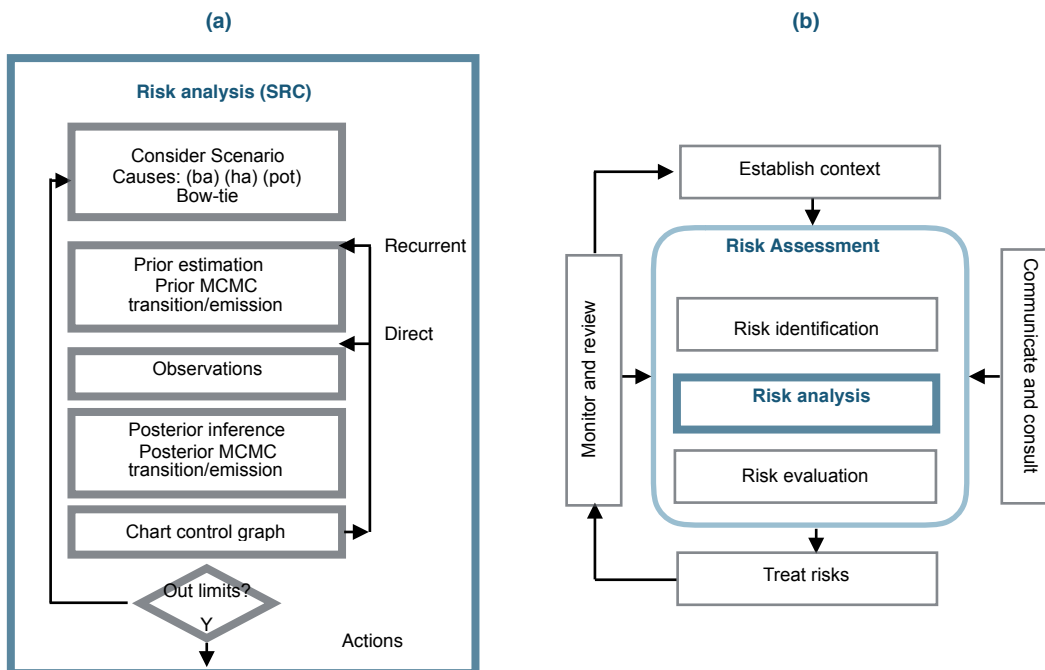 (a)
Risk analysis (SRC)
Consider Scenario
Causes: (ba) (ha) (pot)
Bow-tie
Recurrent
Prior estimation
Prior MCMC
transition/emission
Direct
Observations
Posterior inference
Posterior MCMC
transition/emission
Chart control graph
Out limits?
Y
Actions
(b)
Establish context
Risk Assessment
Risk identification
Risk analysis
Risk evaluation
Monitor and review
Communicate and consult
Treat risks